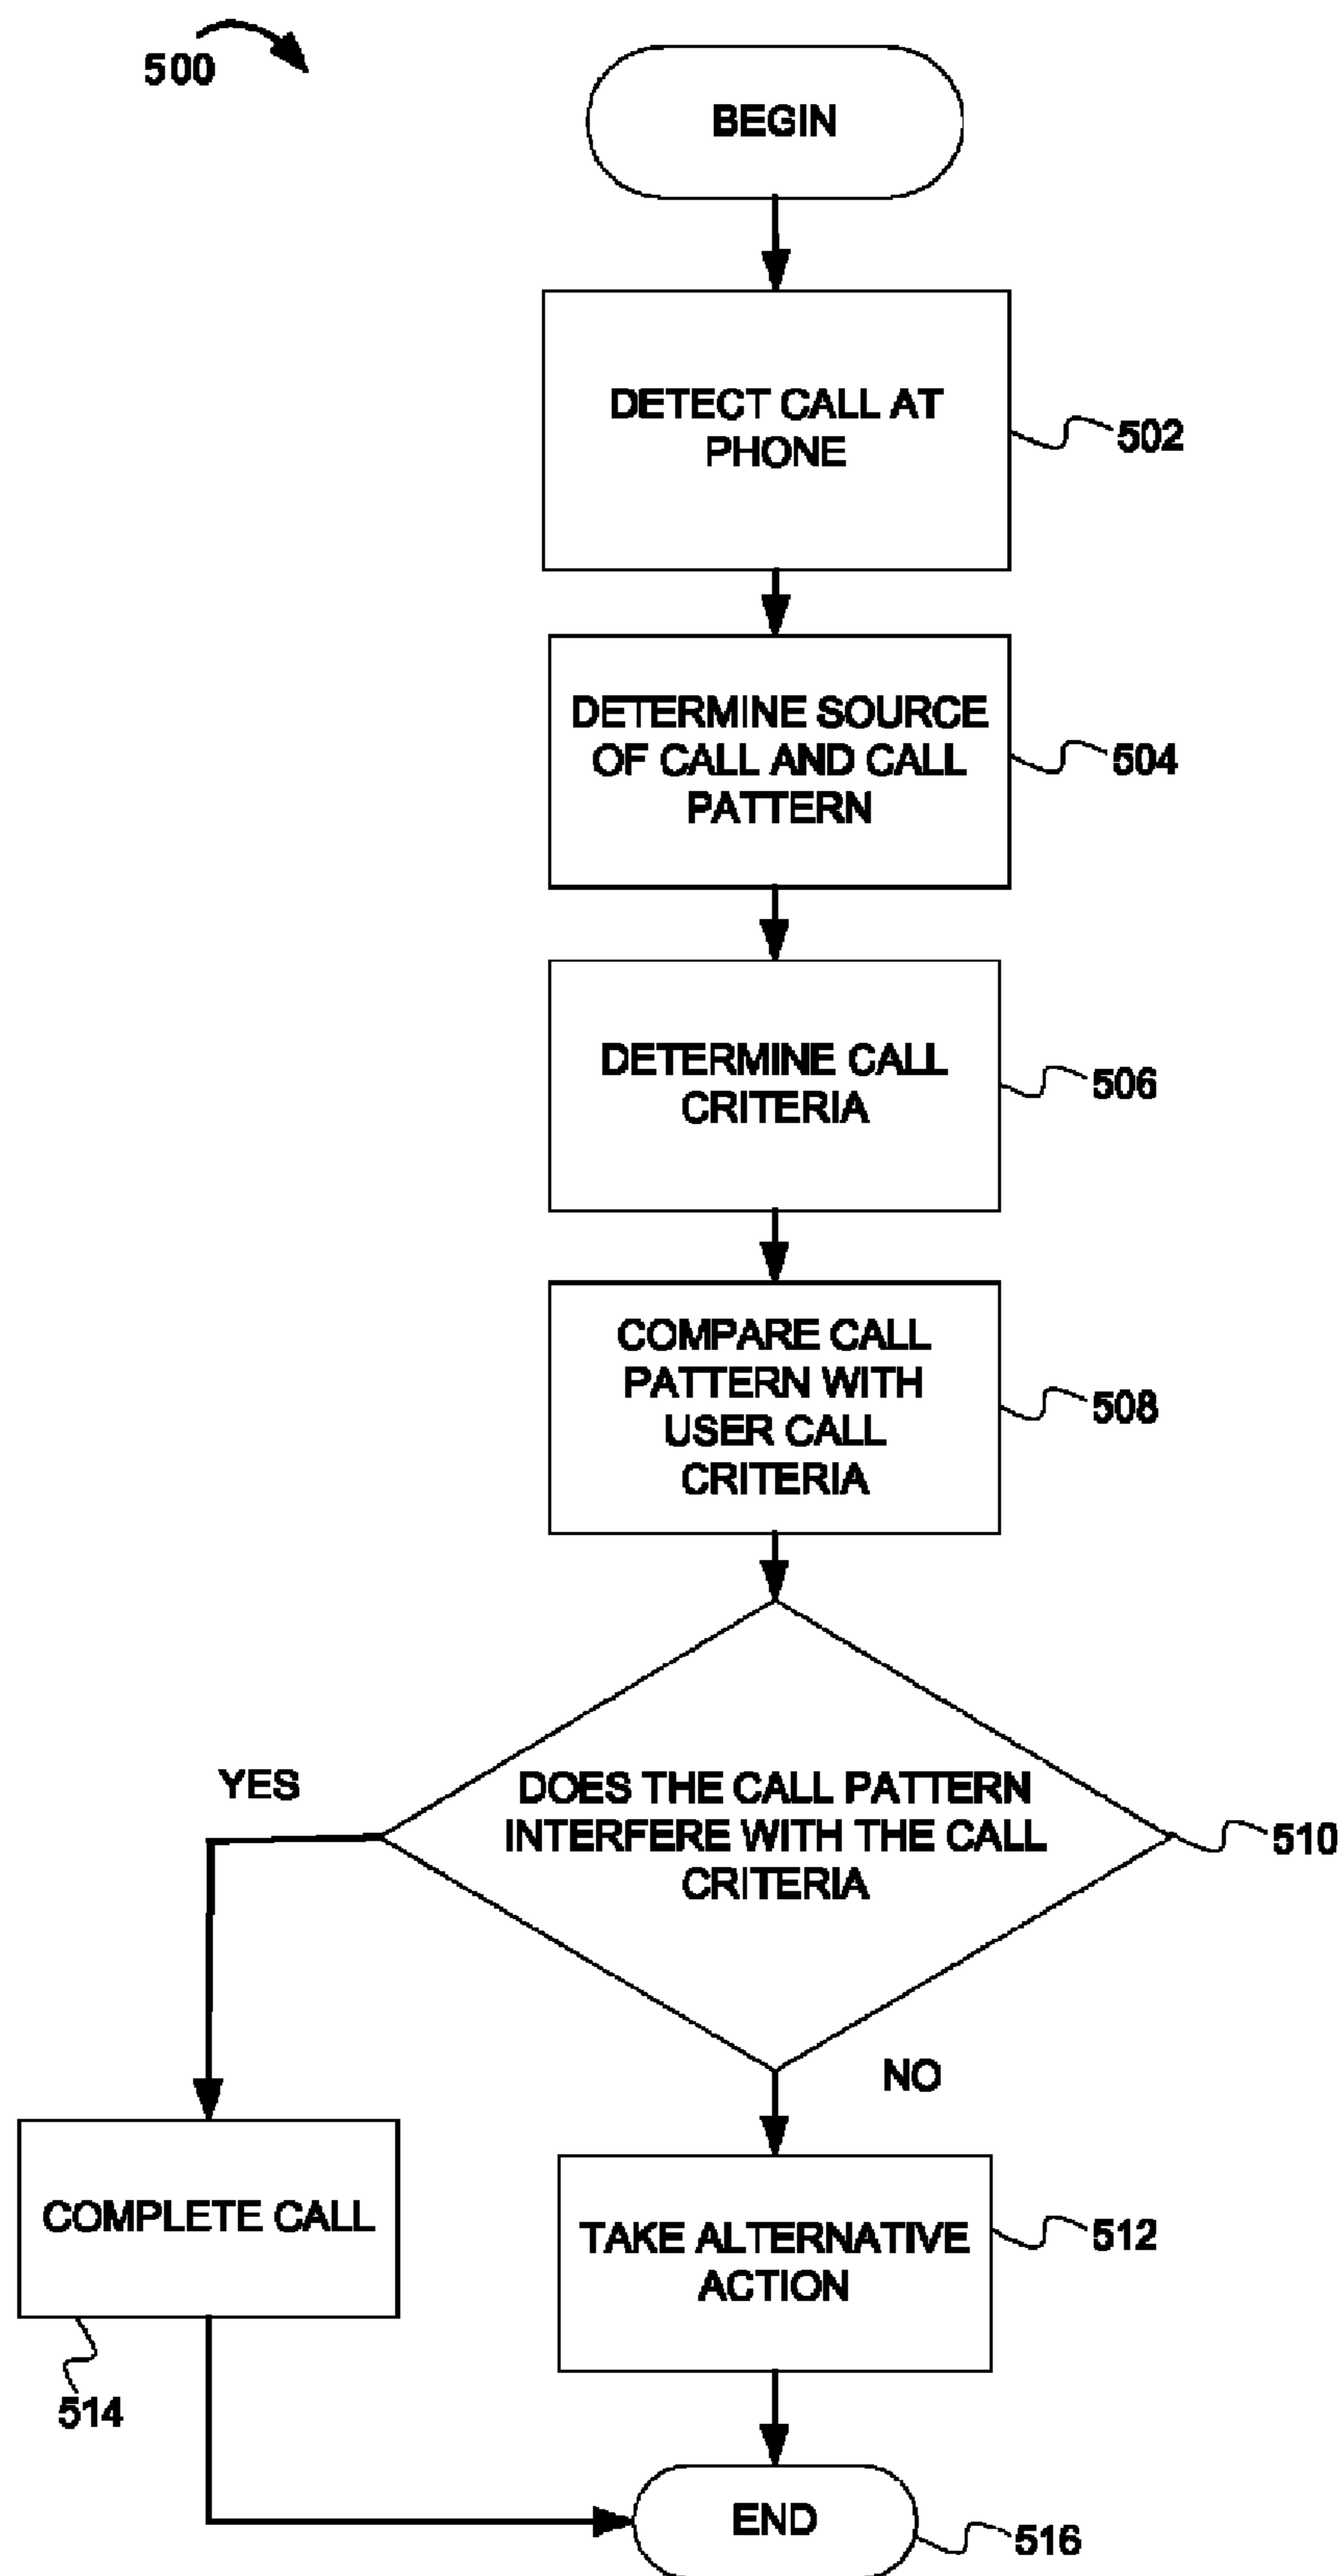 500
BEGIN
DETECT CALL AT
PHONE
502
DETERMINE SOURCE
OF CALL AND CALL
PATTERN
504
DETERMINE CALL
CRITERIA
506
COMPARE CALL
PATTERN WITH
USER CALL
CRITERIA
508
YES
DOES THE CALL PATTERN
INTERFERE WITH THE CALL
CRITERIA
510
NO
COMPLETE CALL
514
TAKE ALTERNATIVE
ACTION
512
END
516